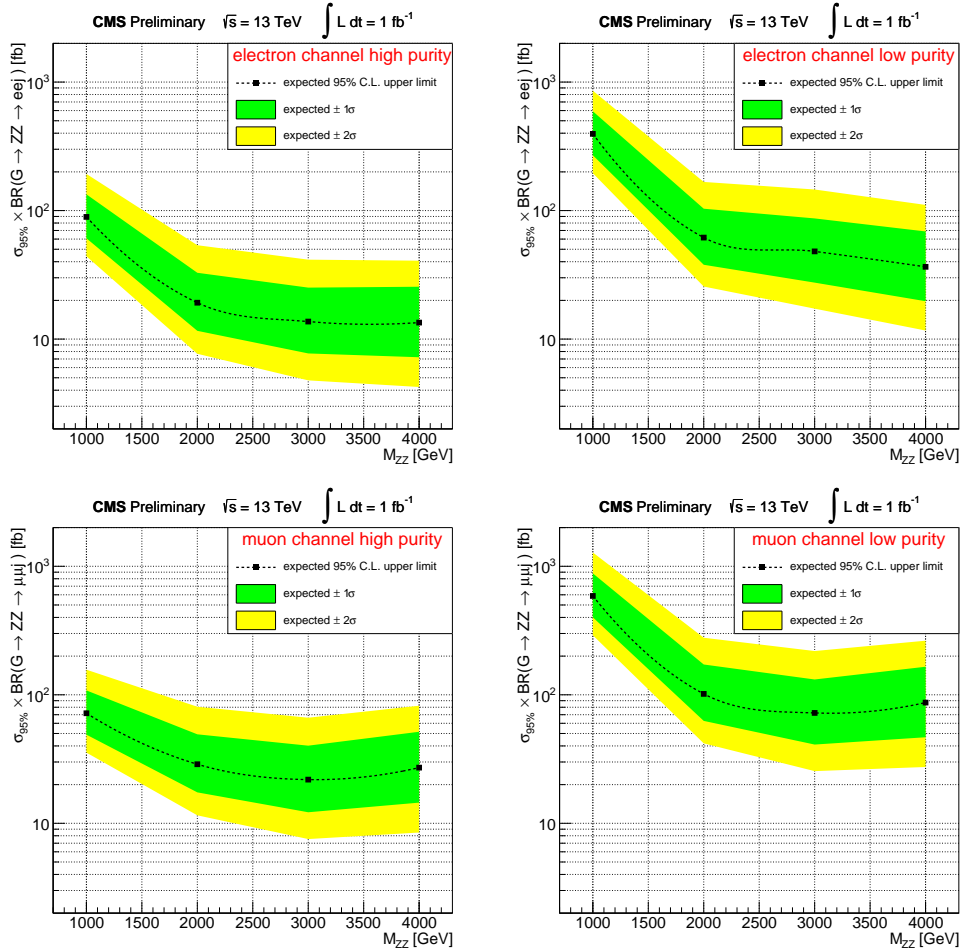 CMS Preliminary √s = 13 TeV ∫ L dt = 1 fb⁻¹
σ95% × BR(G → ZZ → eej ) [fb]
electron channel high purity
expected 95% C.L. upper limit
expected ± 1σ
expected ± 2σ
10³
10²
10
1000 1500 2000 2500 3000 3500 4000
M_ZZ [GeV]
CMS Preliminary √s = 13 TeV ∫ L dt = 1 fb⁻¹
σ95% × BR(G → ZZ → eej ) [fb]
electron channel low purity
expected 95% C.L. upper limit
expected ± 1σ
expected ± 2σ
10³
10²
10
1000 1500 2000 2500 3000 3500 4000
M_ZZ [GeV]
CMS Preliminary √s = 13 TeV ∫ L dt = 1 fb⁻¹
σ95% × BR(G → ZZ → μμj ) [fb]
muon channel high purity
expected 95% C.L. upper limit
expected ± 1σ
expected ± 2σ
10³
10²
10
1000 1500 2000 2500 3000 3500 4000
M_ZZ [GeV]
CMS Preliminary √s = 13 TeV ∫ L dt = 1 fb⁻¹
σ95% × BR(G → ZZ → μμj ) [fb]
muon channel low purity
expected 95% C.L. upper limit
expected ± 1σ
expected ± 2σ
10³
10²
10
1000 1500 2000 2500 3000 3500 4000
M_ZZ [GeV]